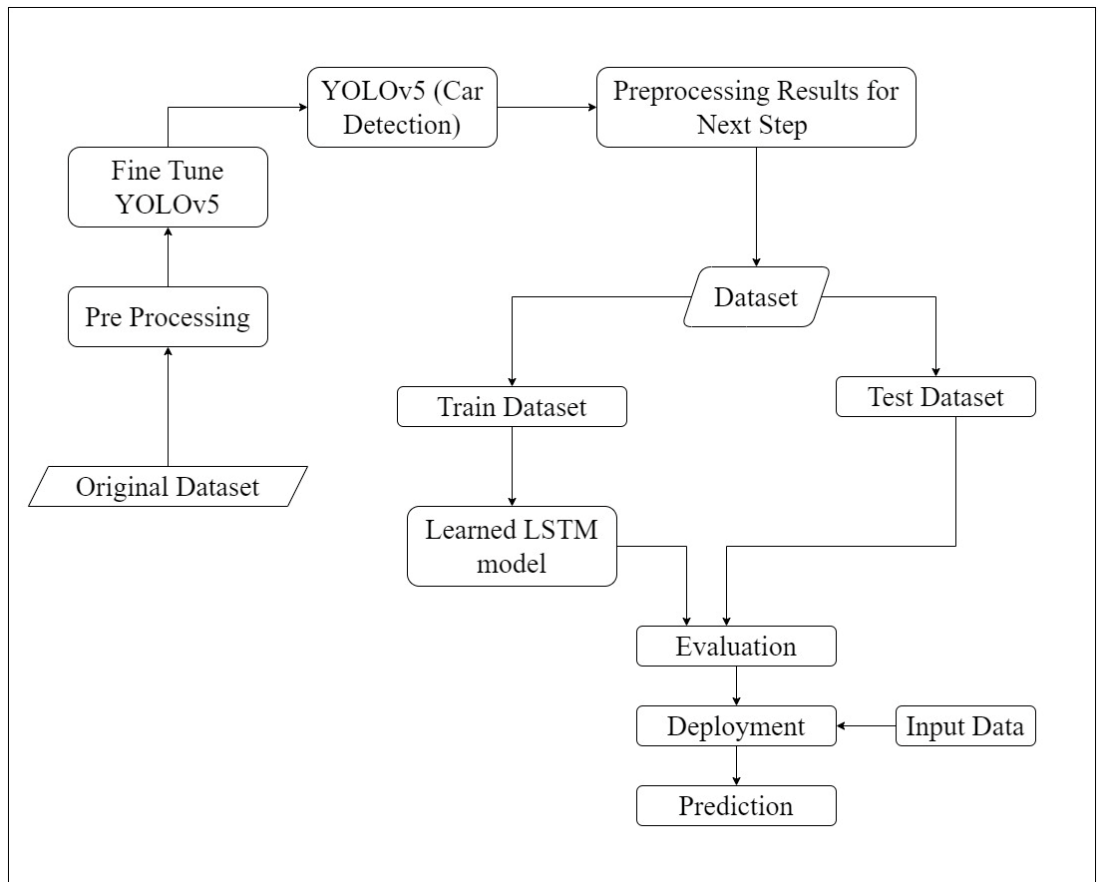 YOLOv5 (Car
Detection)
Preprocessing Results for
Next Step
Fine Tune
YOLOv5
Pre Processing
Original Dataset
Dataset
Train Dataset
Test Dataset
Learned LSTM
model
Evaluation
Deployment
Input Data
Prediction